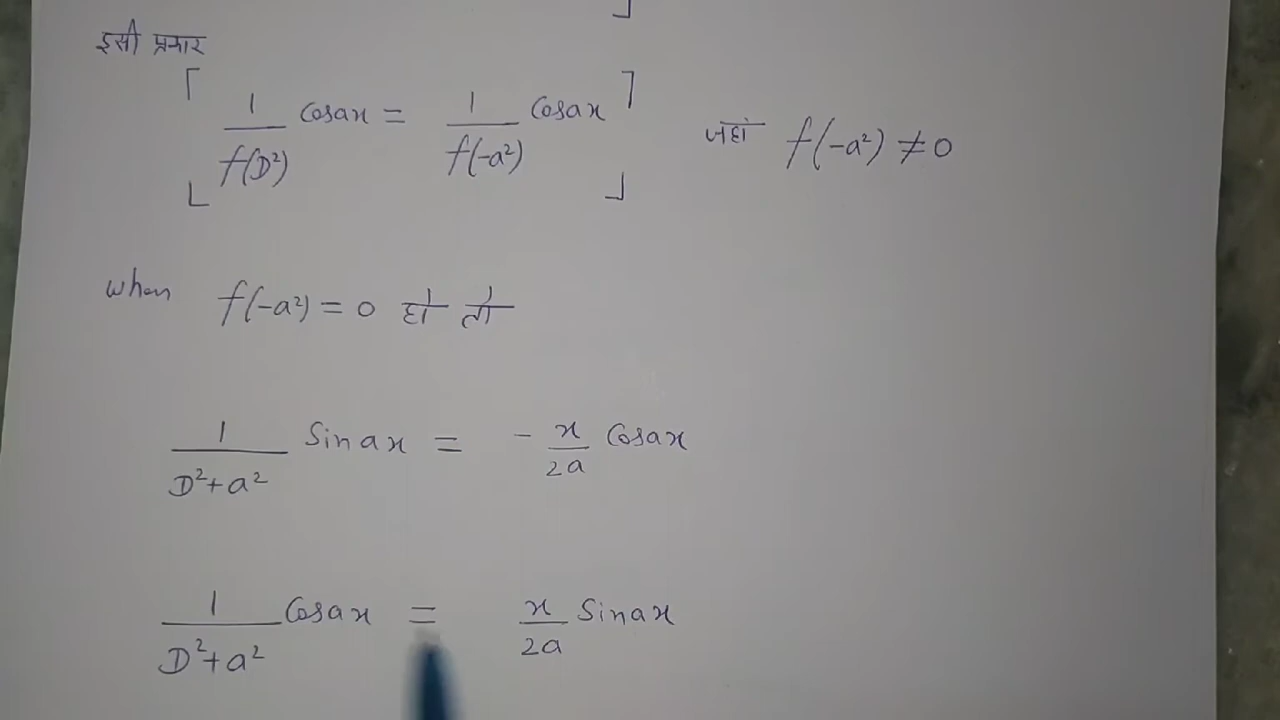 इसी प्रकार
1/f(D²) Cosax = 1/f(-a²) Cosax जहां f(-a²) ≠ 0
when f(-a²) = 0 हो तो
1/D²+a² Sinax = - x/2a Cosax
1/D²+a² Cosax = x/2a Sinax